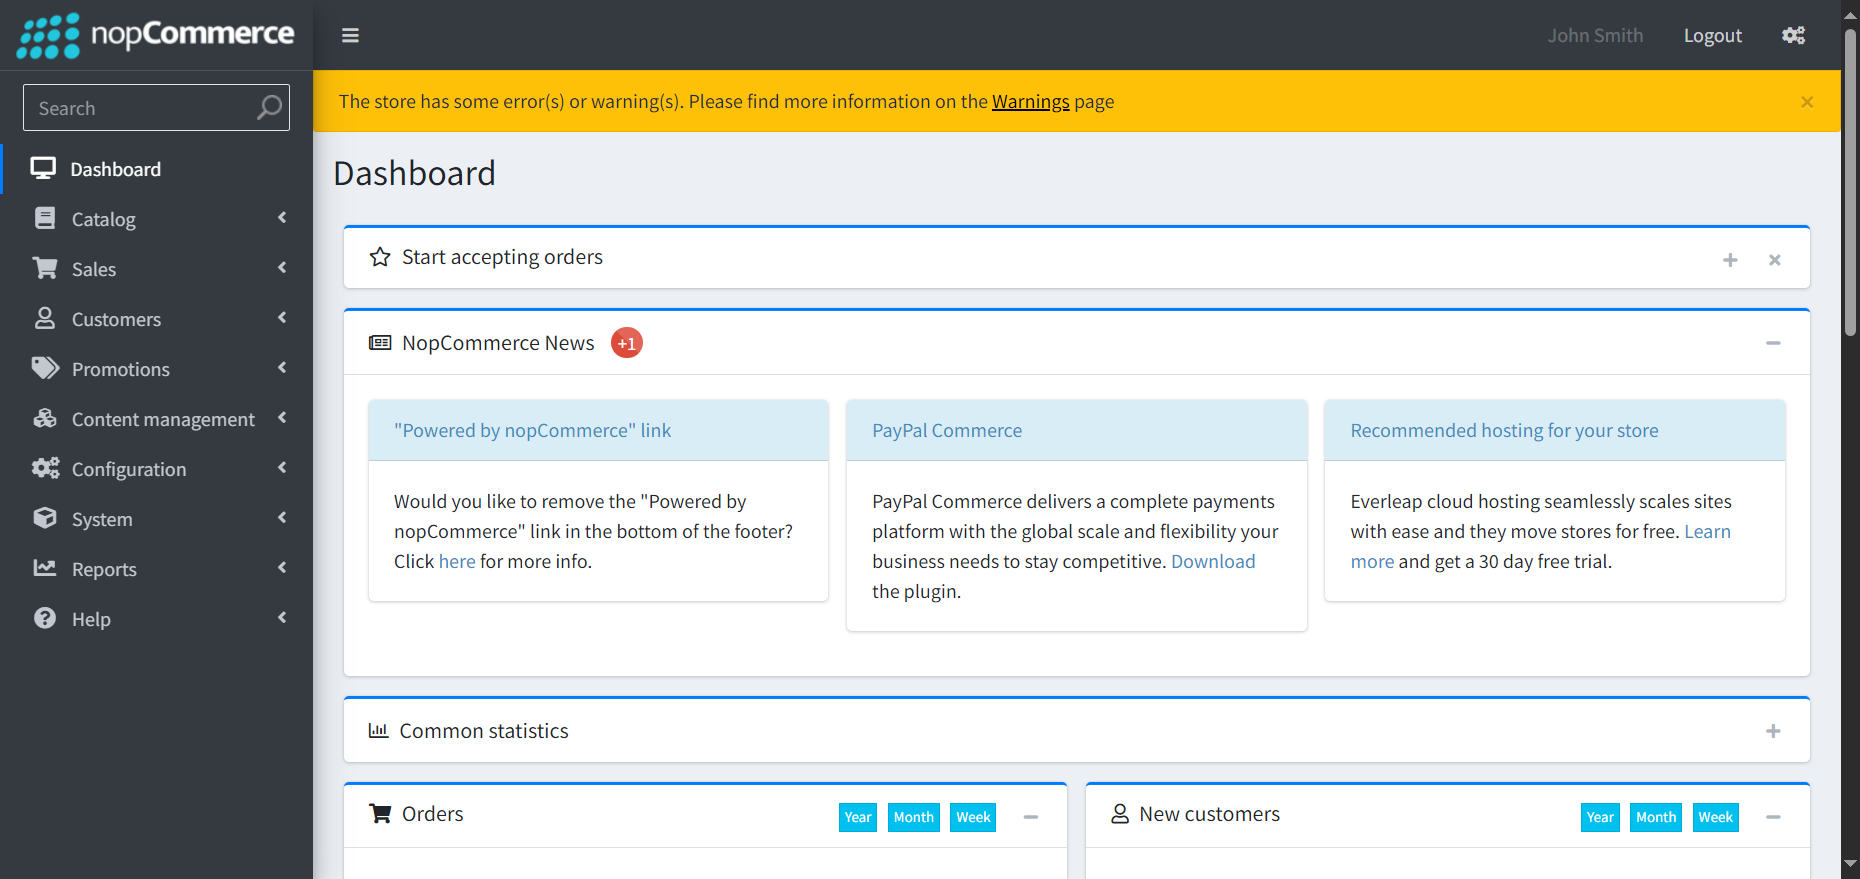 nopCommerce
John Smith
Logout
Search
The store has some error(s) or warning(s). Please find more information on the Warnings page
×
Dashboard
Catalog
Sales
Customers
Promotions
Content management
Configuration
System
Reports
Help
Dashboard
Start accepting orders
NopCommerce News +1
"Powered by nopCommerce" link
Would you like to remove the "Powered by
nopCommerce" link in the bottom of the footer?
Click here for more info.
PayPal Commerce
PayPal Commerce delivers a complete payments
platform with the global scale and flexibility your
business needs to stay competitive. Download
the plugin.
Recommended hosting for your store
Everleap cloud hosting seamlessly scales sites
with ease and they move stores for free. Learn
more and get a 30 day free trial.
Common statistics
Orders
Year Month Week
New customers
Year Month Week